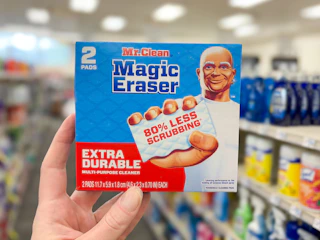 2
PADS
Mr. Clean
Magic
Eraser
80% LESS
SCRUBBING*
EXTRA
DURABLE
MULTI-PURPOSE CLEANER